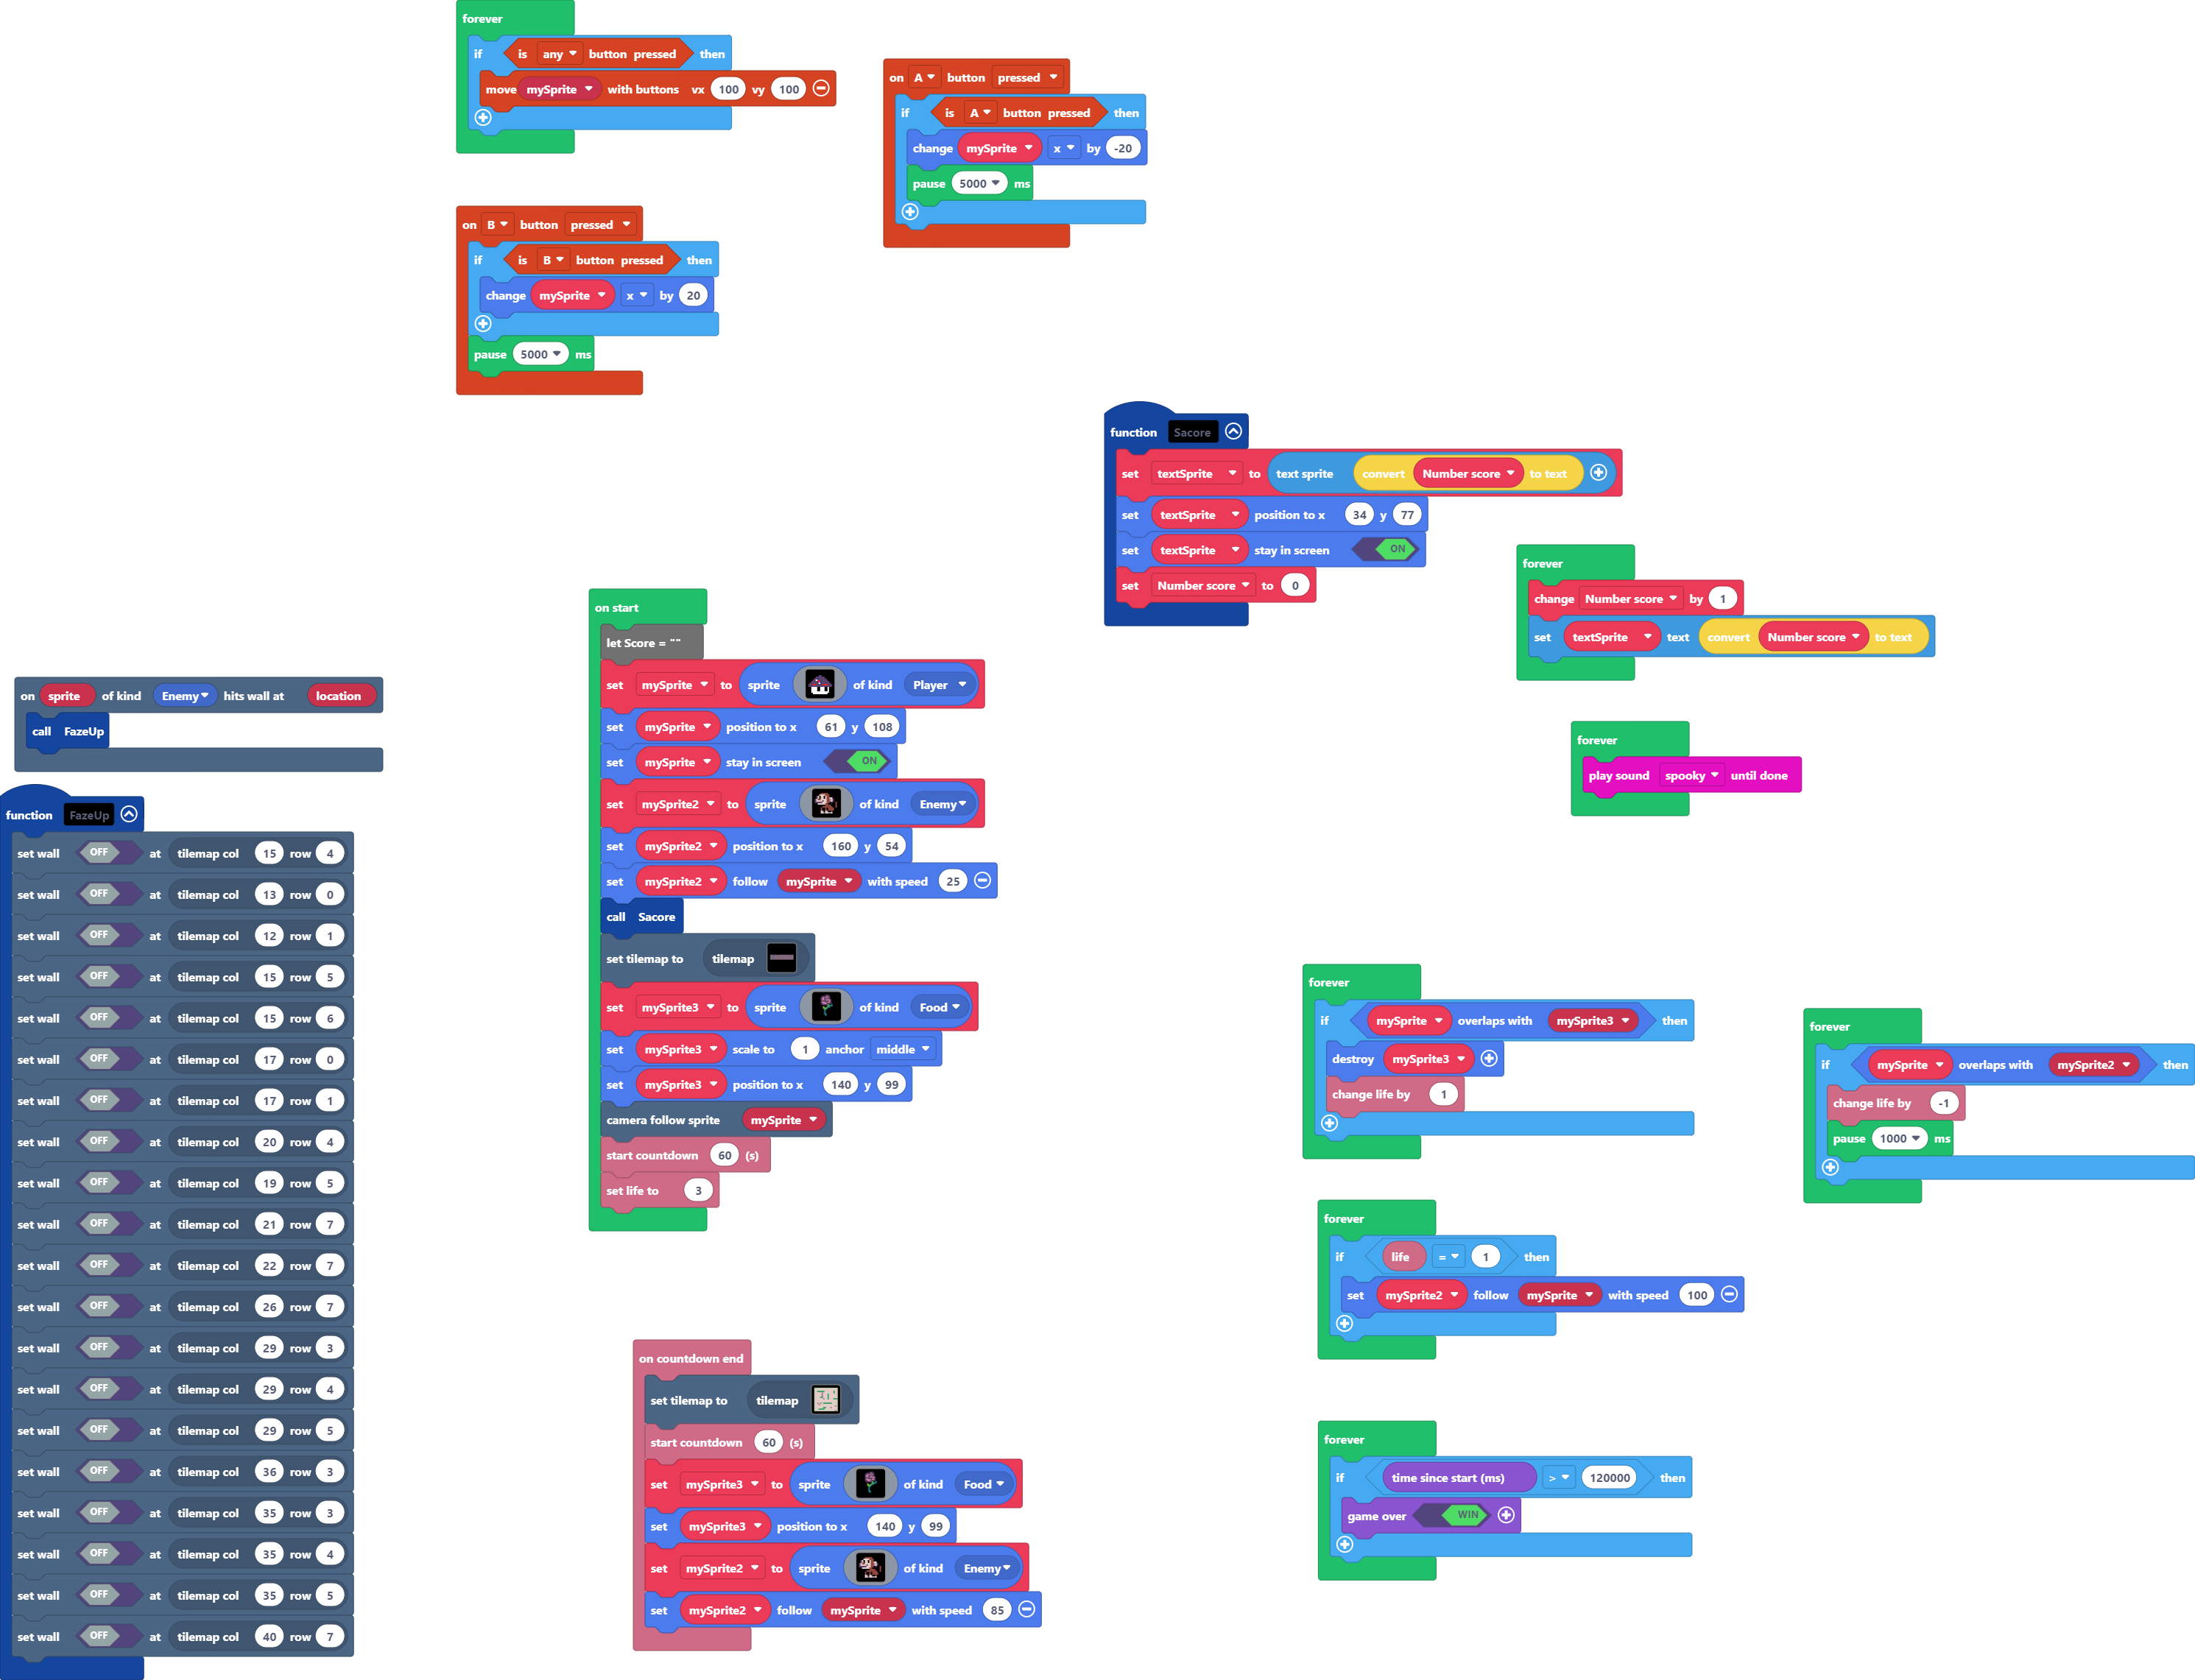 forever
if is any button pressed then
move mySprite with buttons vx 100 vy 100
on A button pressed
if is A button pressed then
change mySprite x by -20
pause 5000 ms
on B button pressed
if is B button pressed then
change mySprite x by 20
pause 5000 ms
function Sacore
set textSprite to text sprite convert Number score to text
set textSprite position to x 34 y 77
set textSprite stay in screen ON
set Number score to 0
forever
change Number score by 1
set textSprite text convert Number score to text
forever
play sound spooky until done
on sprite of kind Enemy hits wall at location
call FazeUp
function FazeUp
set wall OFF at tilemap col 15 row 4
set wall OFF at tilemap col 13 row 0
set wall OFF at tilemap col 12 row 1
set wall OFF at tilemap col 15 row 5
set wall OFF at tilemap col 15 row 6
set wall OFF at tilemap col 17 row 0
set wall OFF at tilemap col 17 row 1
set wall OFF at tilemap col 20 row 4
set wall OFF at tilemap col 19 row 5
set wall OFF at tilemap col 21 row 7
set wall OFF at tilemap col 22 row 7
set wall OFF at tilemap col 26 row 7
set wall OFF at tilemap col 29 row 3
set wall OFF at tilemap col 29 row 4
set wall OFF at tilemap col 29 row 5
set wall OFF at tilemap col 36 row 3
set wall OFF at tilemap col 35 row 3
set wall OFF at tilemap col 35 row 4
set wall OFF at tilemap col 35 row 5
set wall OFF at tilemap col 40 row 7
on start
let Score = ""
set mySprite to sprite of kind Player
set mySprite position to x 61 y 108
set mySprite stay in screen ON
set mySprite2 to sprite of kind Enemy
set mySprite2 position to x 160 y 54
set mySprite2 follow mySprite with speed 25
call Sacore
set tilemap to tilemap
set mySprite3 to sprite of kind Food
set mySprite3 scale to 1 anchor middle
set mySprite3 position to x 140 y 99
camera follow sprite mySprite
start countdown 60 (s)
set life to 3
on countdown end
set tilemap to tilemap
start countdown 60 (s)
set mySprite3 to sprite of kind Food
set mySprite3 position to x 140 y 99
set mySprite2 to sprite of kind Enemy
set mySprite2 follow mySprite with speed 85
forever
if mySprite overlaps with mySprite3 then
destroy mySprite3
change life by 1
forever
if mySprite overlaps with mySprite2 then
change life by -1
pause 1000 ms
forever
if life = 1 then
set mySprite2 follow mySprite with speed 100
forever
if time since start (ms) > 120000 then
game over WIN